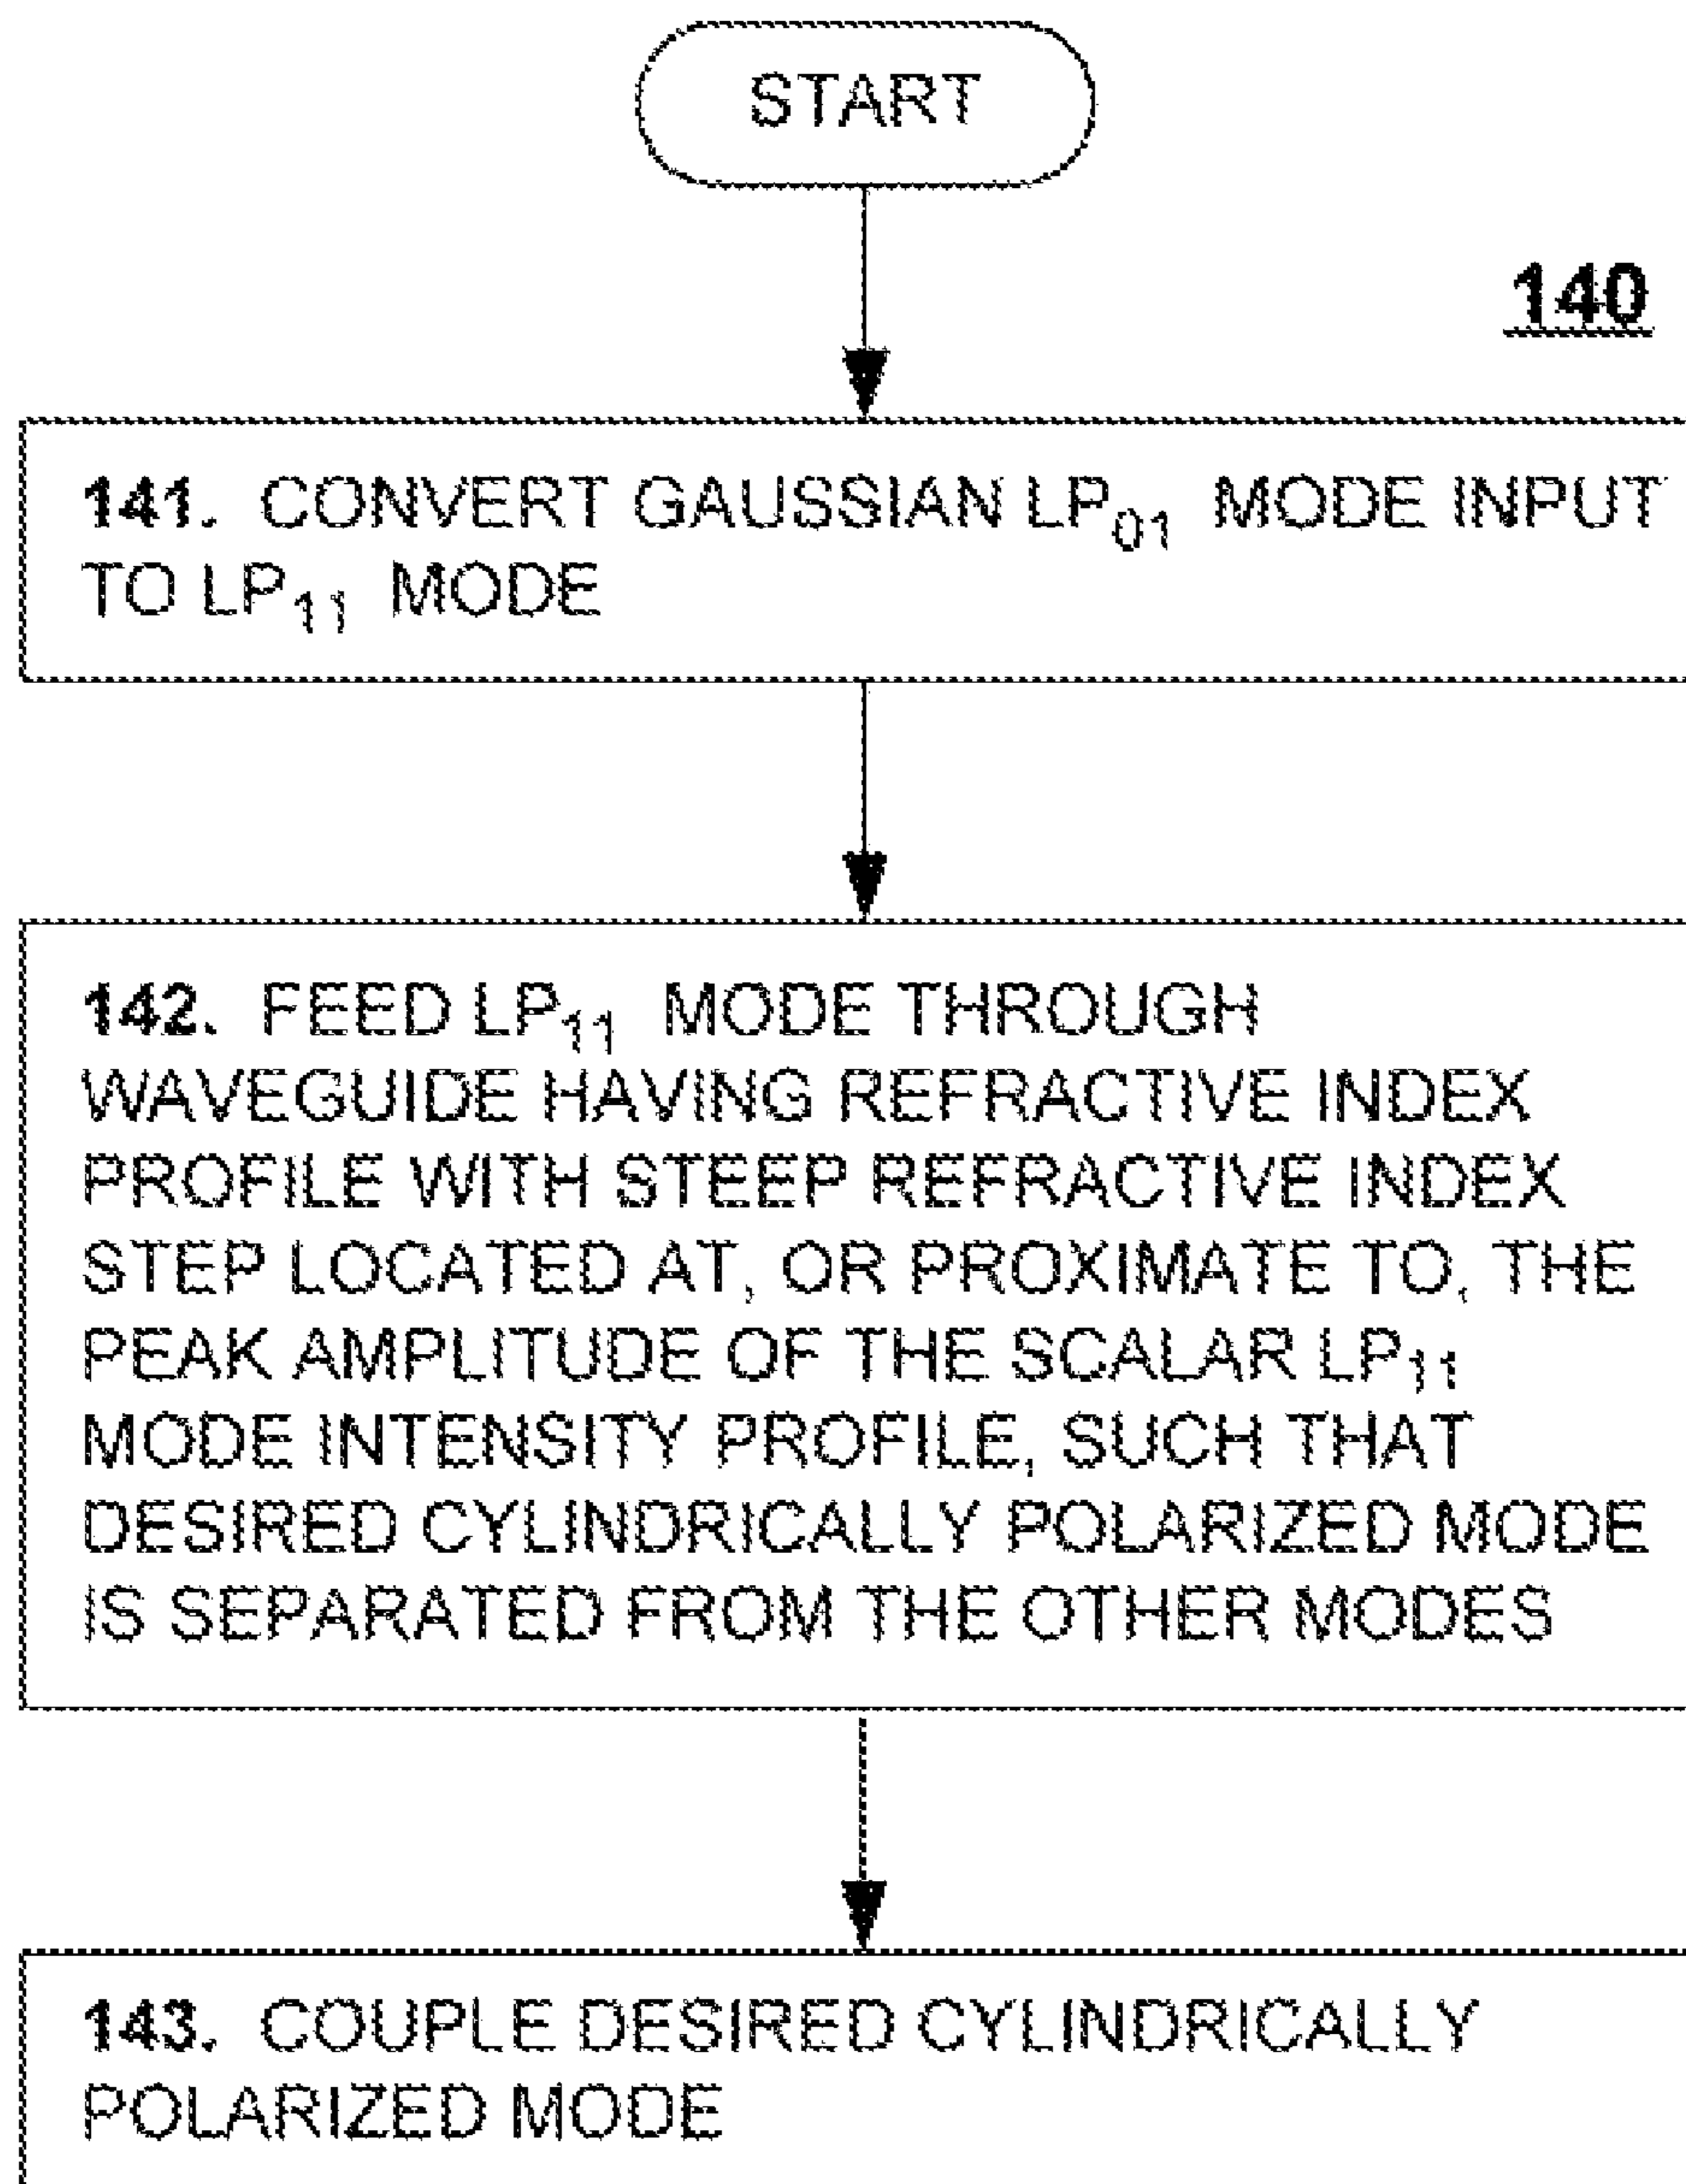 START
140
141. CONVERT GAUSSIAN LP₀₁ MODE INPUT
TO LP₁₁ MODE
142. FEED LP₁₁ MODE THROUGH
WAVEGUIDE HAVING REFRACTIVE INDEX
PROFILE WITH STEEP REFRACTIVE INDEX
STEP LOCATED AT, OR PROXIMATE TO, THE
PEAK AMPLITUDE OF THE SCALAR LP₁₁
MODE INTENSITY PROFILE, SUCH THAT
DESIRED CYLINDRICALLY POLARIZED MODE
IS SEPARATED FROM THE OTHER MODES
143. COUPLE DESIRED CYLINDRICALLY
POLARIZED MODE